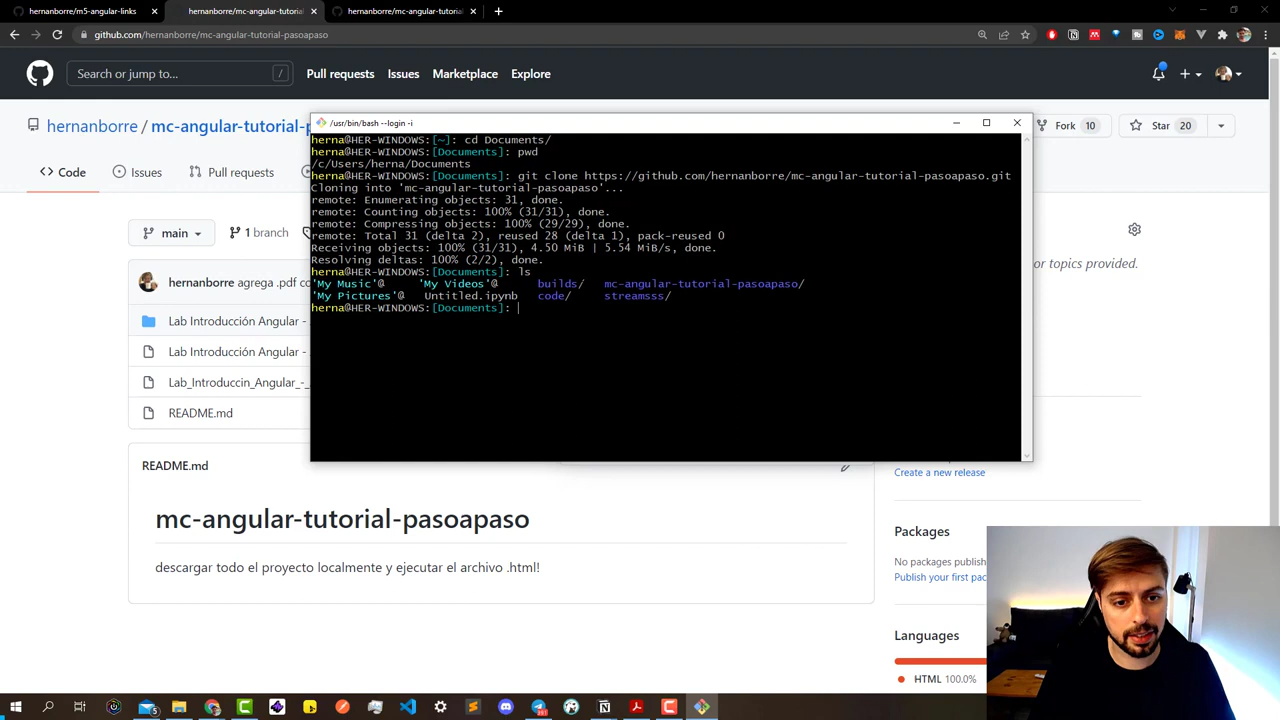 hernanborre/m5-angular-links
hernanborre/mc-angular-tutorial
hernanborre/mc-angular-tutorial
github.com/hernanborre/mc-angular-tutorial-pasoapaso
Search or jump to...
/
Pull requests
Issues
Marketplace
Explore
hernanborre / mc-angular-tutorial-p
Fork 10
Star 20
/usr/bin/bash --login -i
Code
Issues
Pull requests
main
1 branch
hernanborre agrega .pdf co
Lab Introducción Angular -
Lab Introducción Angular -
Lab_Introduccin_Angular_-_
README.md
herna@HER-WINDOWS:[~]: cd Documents/
herna@HER-WINDOWS:[Documents]: pwd
/c/Users/herna/Documents
herna@HER-WINDOWS:[Documents]: git clone https://github.com/hernanborre/mc-angular-tutorial-pasoapaso.git
Cloning into 'mc-angular-tutorial-pasoapaso'...
remote: Enumerating objects: 31, done.
remote: Counting objects: 100% (31/31), done.
remote: Compressing objects: 100% (29/29), done.
remote: Total 31 (delta 2), reused 28 (delta 1), pack-reused 0
Receiving objects: 100% (31/31), 4.50 MiB | 5.54 MiB/s, done.
Resolving deltas: 100% (2/2), done.
herna@HER-WINDOWS:[Documents]: ls
'My Music'@ 'My Videos'@ builds/ mc-angular-tutorial-pasoapaso/
'My Pictures'@ Untitled.ipynb code/ streamsss/
herna@HER-WINDOWS:[Documents]:
or topics provided.
README.md
mc-angular-tutorial-pasoapaso
descargar todo el proyecto localmente y ejecutar el archivo .html!
Create a new release
Packages
No packages publish
Publish your first pac
Languages
HTML 100.0%